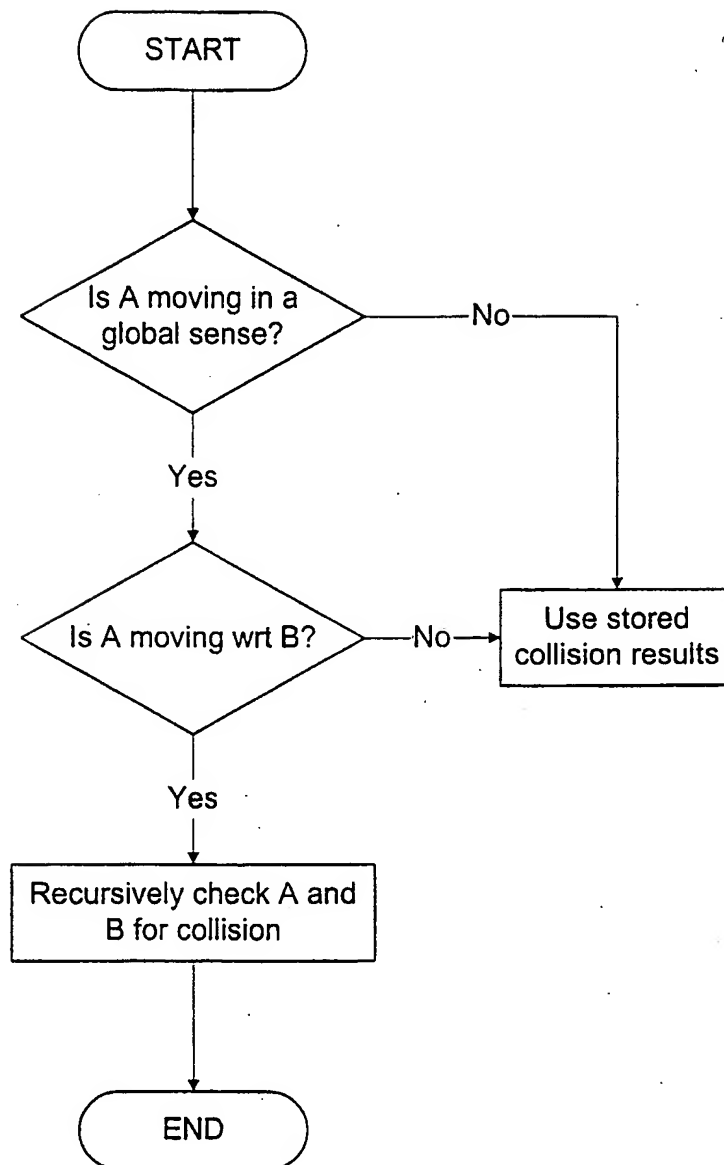 START
Is A moving in a
global sense?
No
Yes
Is A moving wrt B?
No
Use stored
collision results
Yes
Recursively check A and
B for collision
END